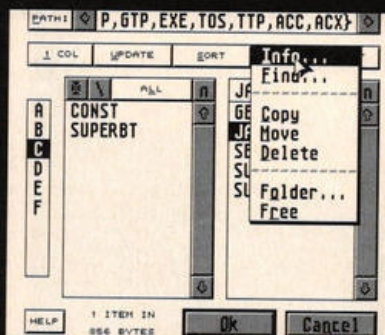 PATH: P,GTP,EXE,TOS,TTP,ACC,ACX}
1 COL UPDATE SORT Info...
Find...
ALL n n
A CONST
B SUPERBT Copy
C Move
D Delete
E
F Folder...
Free
HELP 1 ITEM IN
856 BYTES
Ok Cancel